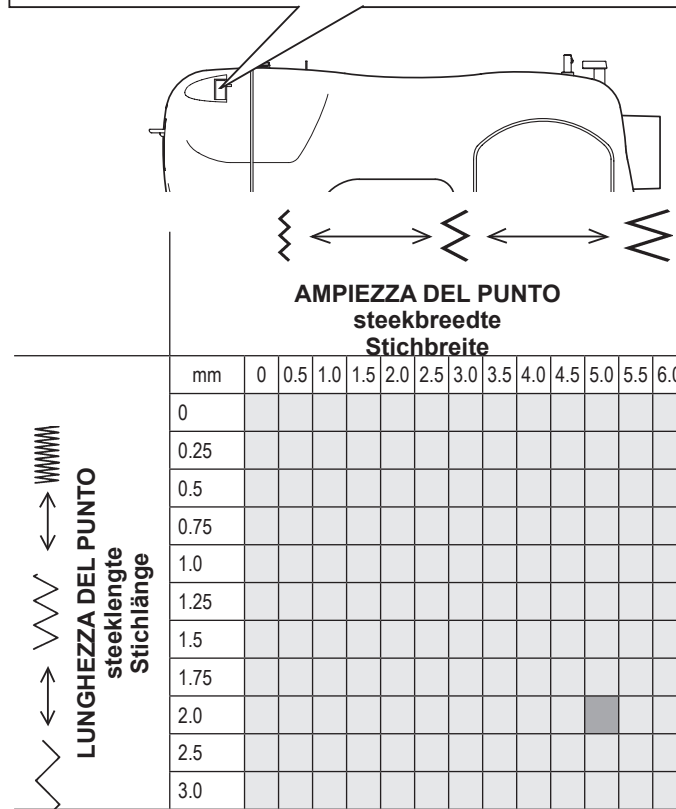 AMPIEZZA DEL PUNTO
steekbreedte
Stichbreite
mm 0 0.5 1.0 1.5 2.0 2.5 3.0 3.5 4.0 4.5 5.0 5.5 6.0
0
0.25
0.5
0.75
1.0
1.25
1.5
1.75
2.0
2.5
3.0
LUNGHEZZA DEL PUNTO
steeklengte
Stichlänge